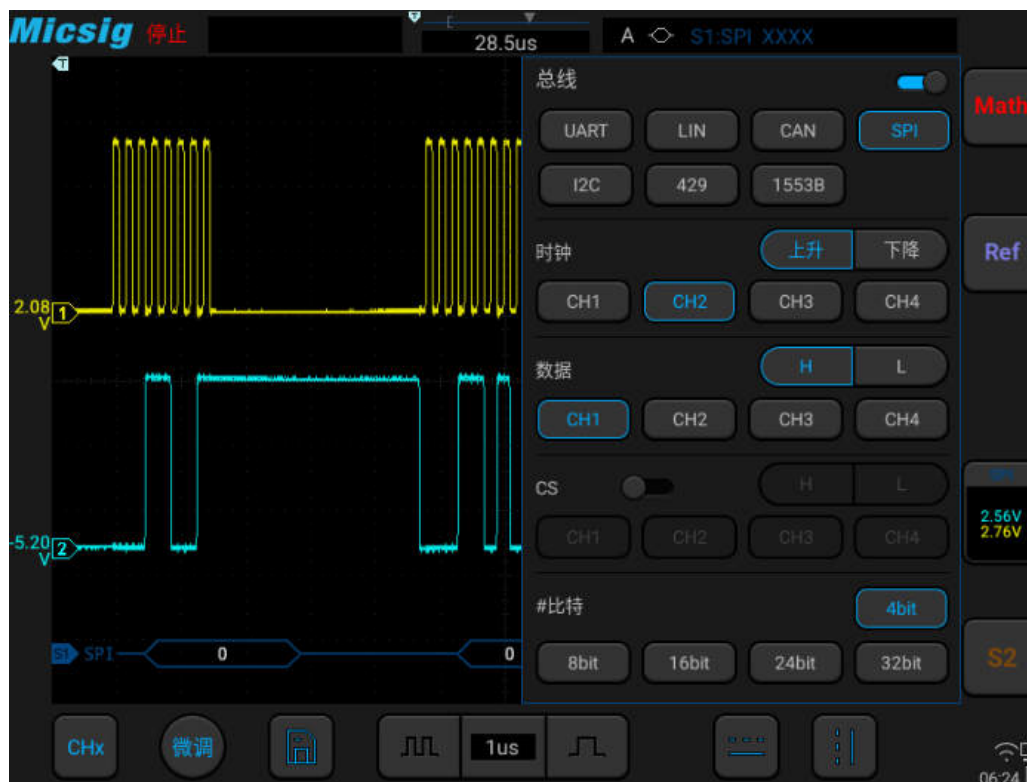 Micsig 停止
T
28.5us
A S1:SPI XXXX
T
总线
UART LIN CAN SPI
I2C 429 1553B
Math
时钟 上升 下降
CH1 CH2 CH3 CH4
Ref
2.08 V 1
数据 H L
CH1 CH2 CH3 CH4
CS H L
CH1 CH2 CH3 CH4
2.56V
2.76V
-5.20 V 2
#比特 4bit
8bit 16bit 24bit 32bit
S1 SPI 0 0
S2
CHx 微调 1us
06:24